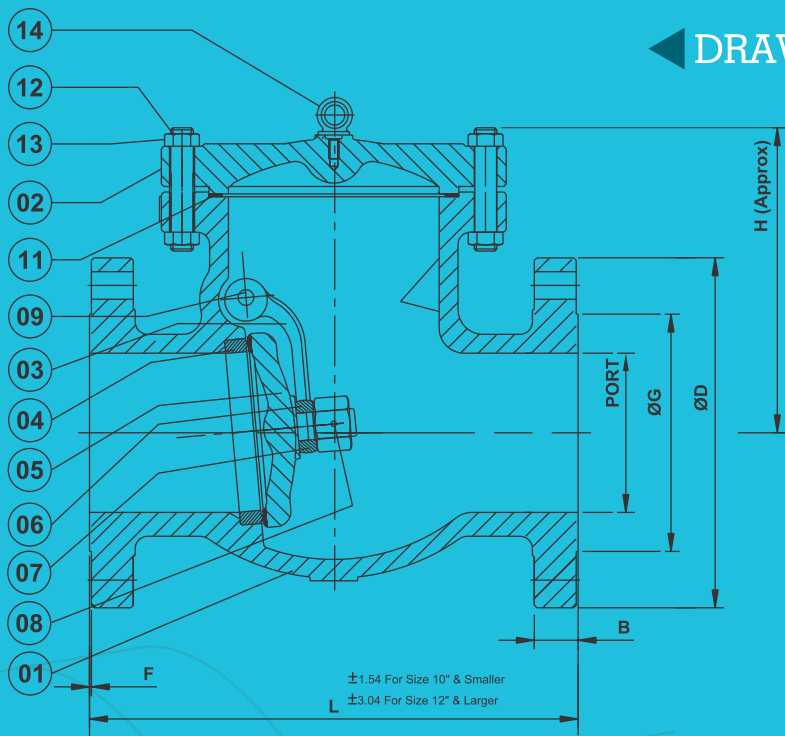 14
DRAW
12
13
02
11
09
03
04
05
06
07
08
01
H (Approx)
PORT
ØG
ØD
B
F
±1.54 For Size 10" & Smaller
L
±3.04 For Size 12" & Larger